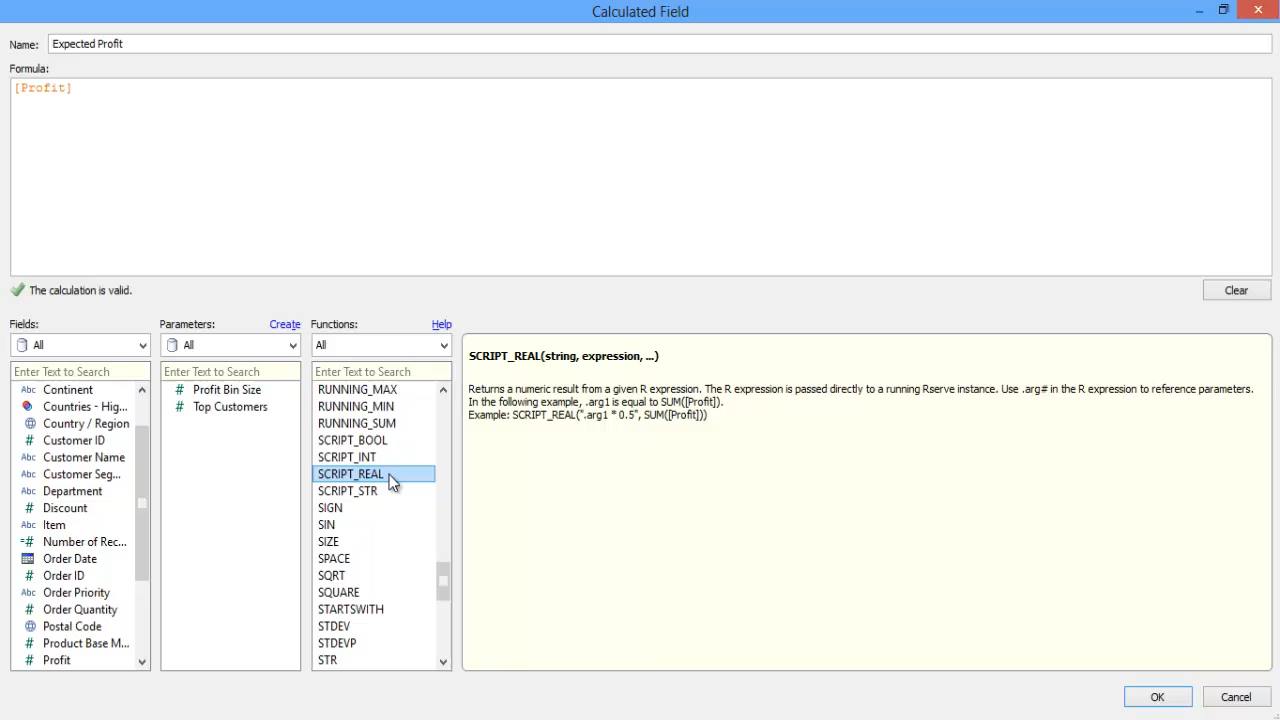 Calculated Field
Name: Expected Profit
Formula:
[Profit]
The calculation is valid.
Clear
Fields:
All
Enter Text to Search
Abc Continent
Countries - Hig...
Country / Region
# Customer ID
Abc Customer Name
Abc Customer Seg...
Abc Department
# Discount
Abc Item
=# Number of Rec...
Order Date
# Order ID
Abc Order Priority
# Order Quantity
Postal Code
# Product Base M...
# Profit
Parameters: Create
All
Enter Text to Search
# Profit Bin Size
# Top Customers
Functions: Help
All
Enter Text to Search
RUNNING_MAX
RUNNING_MIN
RUNNING_SUM
SCRIPT_BOOL
SCRIPT_INT
SCRIPT_REAL
SCRIPT_STR
SIGN
SIN
SIZE
SPACE
SQRT
SQUARE
STARTSWITH
STDEV
STDEVP
STR
SCRIPT_REAL(string, expression, ...)
Returns a numeric result from a given R expression. The R expression is passed directly to a running Rserve instance. Use .arg# in the R expression to reference parameters.
In the following example, .arg1 is equal to SUM([Profit]).
Example: SCRIPT_REAL(".arg1 * 0.5", SUM([Profit]))
OK
Cancel